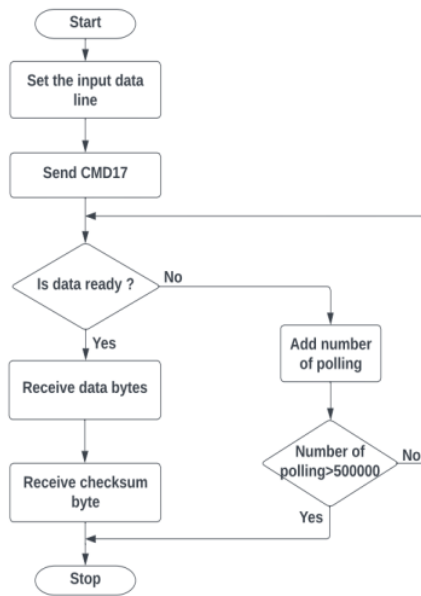 Start
Set the input data
line
Send CMD17
Is data ready ?
No
Yes
Add number
of polling
Receive data bytes
Number of
polling>500000
No
Yes
Receive checksum
byte
Stop